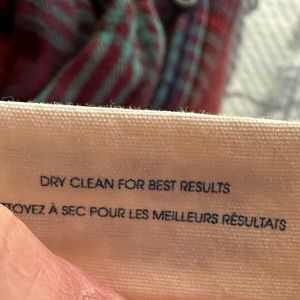 DRY CLEAN FOR BEST RESULTS
TTOYEZ À SEC POUR LES MEILLEURS RÉSULTATS